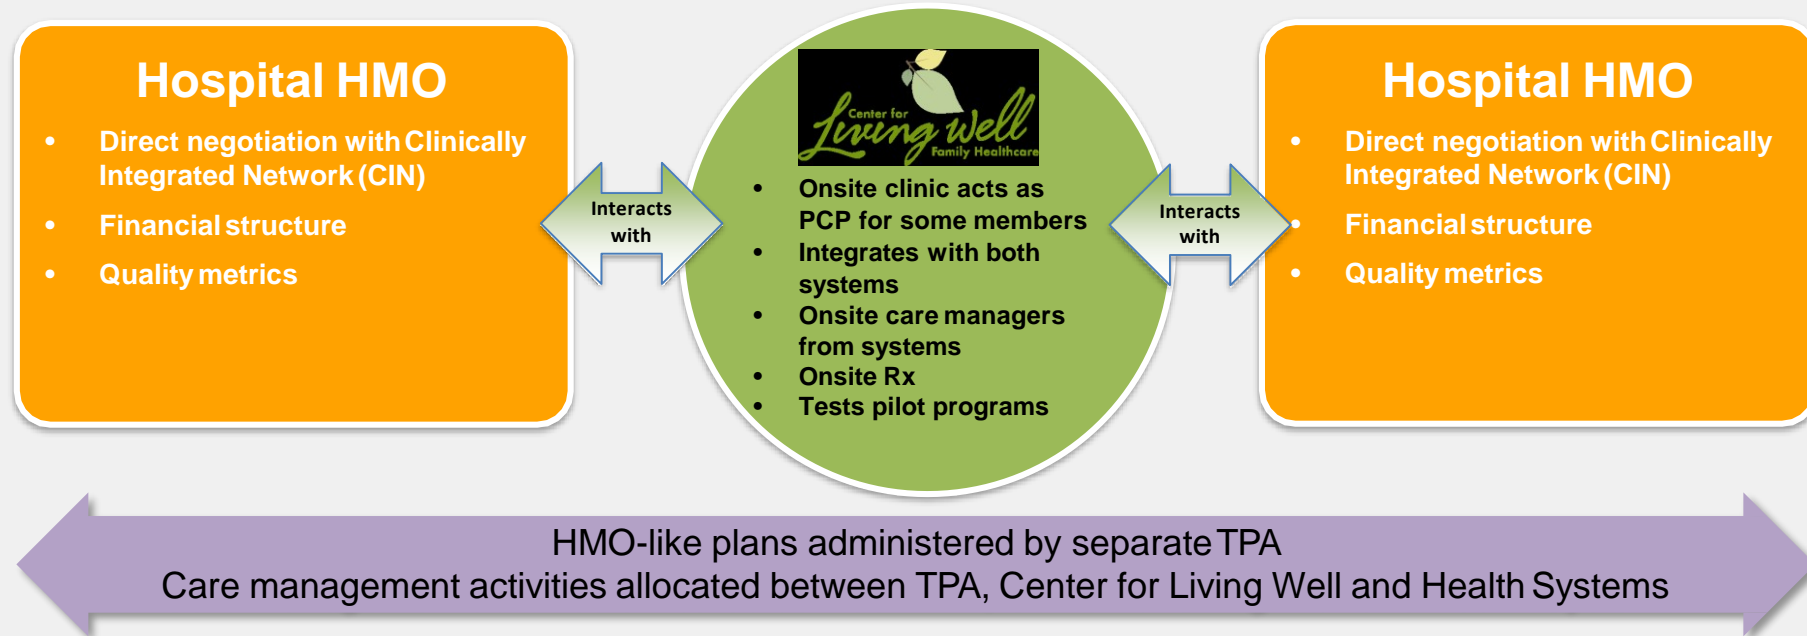 Hospital HMO
• Direct negotiation with Clinically
Integrated Network (CIN)
• Financial structure
• Quality metrics
Interacts
with
Center for
Living Well
Family Healthcare
• Onsite clinic acts as
PCP for some members
• Integrates with both
systems
• Onsite care managers
from systems
• Onsite Rx
• Tests pilot programs
Interacts
with
Hospital HMO
• Direct negotiation with Clinically
Integrated Network (CIN)
• Financial structure
• Quality metrics
HMO-like plans administered by separate TPA
Care management activities allocated between TPA, Center for Living Well and Health Systems